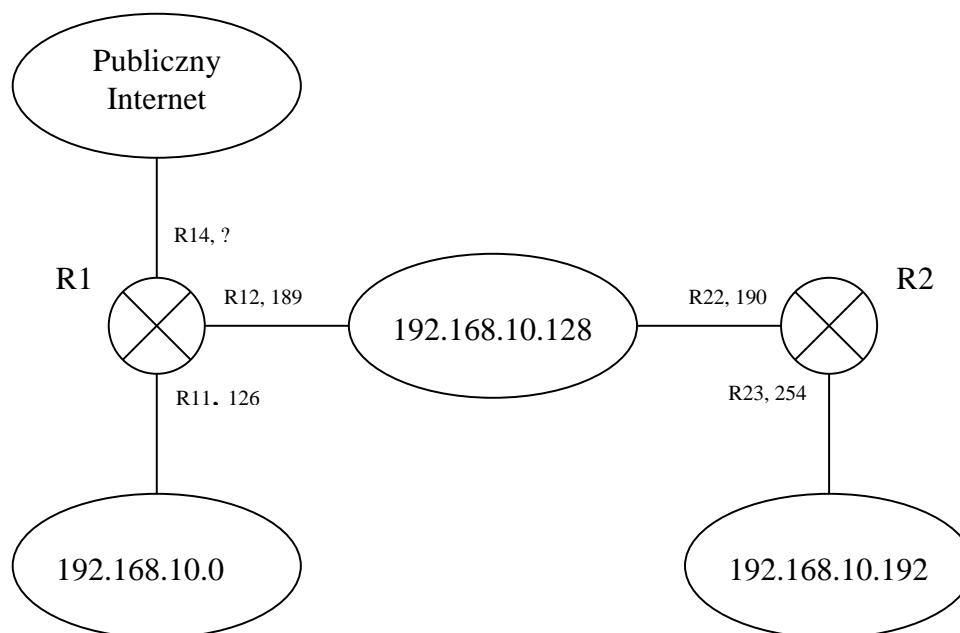 Publiczny
Internet
R14, ?
R1
R12, 189
192.168.10.128
R22, 190
R2
R11. 126
R23, 254
192.168.10.0
192.168.10.192